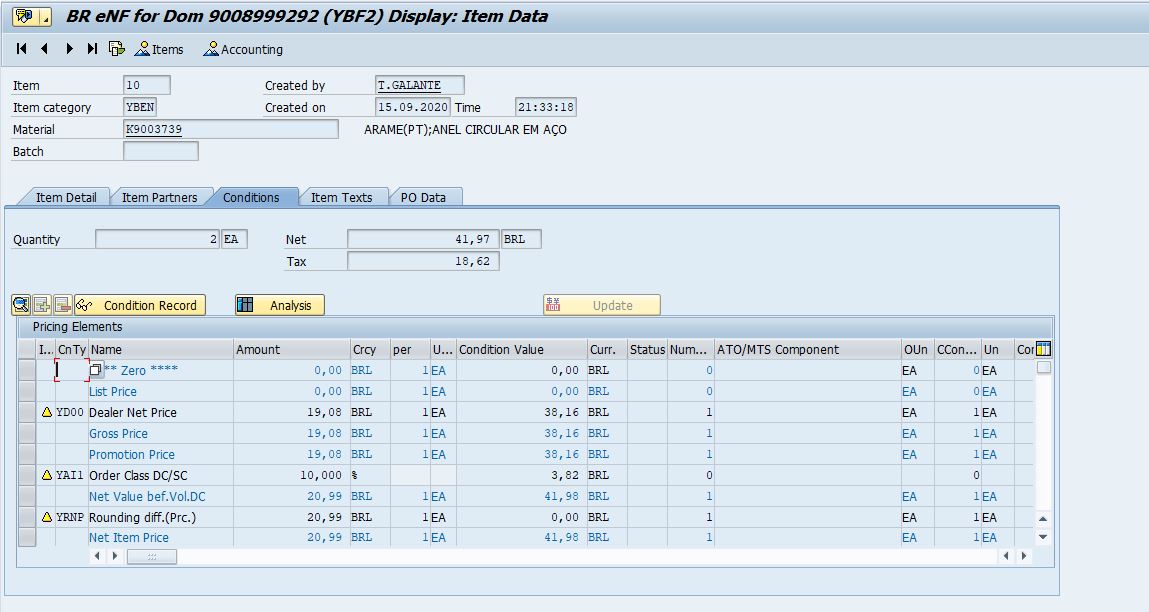 BR eNF for Dom 9008999292 (YBF2) Display: Item Data
Items Accounting
Item 10 Created by T.GALANTE
Item category YBEN Created on 15.09.2020 Time 21:33:18
Material K9003739 ARAME(PT);ANEL CIRCULAR EM AÇO
Batch
Item Detail Item Partners Conditions Item Texts PO Data
Quantity 2 EA Net 41,97 BRL
Tax 18,62
Condition Record Analysis Update
Pricing Elements
I... CnTy Name Amount Crcy per U... Condition Value Curr. Status Num... ATO/MTS Component OUn CCon... Un Cor
** Zero **** 0,00 BRL 1 EA 0,00 BRL 0 EA 0 EA
List Price 0,00 BRL 1 EA 0,00 BRL 0 EA 0 EA
YD00 Dealer Net Price 19,08 BRL 1 EA 38,16 BRL 1 EA 1 EA
Gross Price 19,08 BRL 1 EA 38,16 BRL 1 EA 1 EA
Promotion Price 19,08 BRL 1 EA 38,16 BRL 1 EA 1 EA
YAI1 Order Class DC/SC 10,000 % 3,82 BRL 0 0
Net Value bef.Vol.DC 20,99 BRL 1 EA 41,98 BRL 1 EA 1 EA
YRNP Rounding diff.(Prc.) 20,99 BRL 1 EA 0,00 BRL 1 EA 1 EA
Net Item Price 20,99 BRL 1 EA 41,98 BRL 1 EA 1 EA